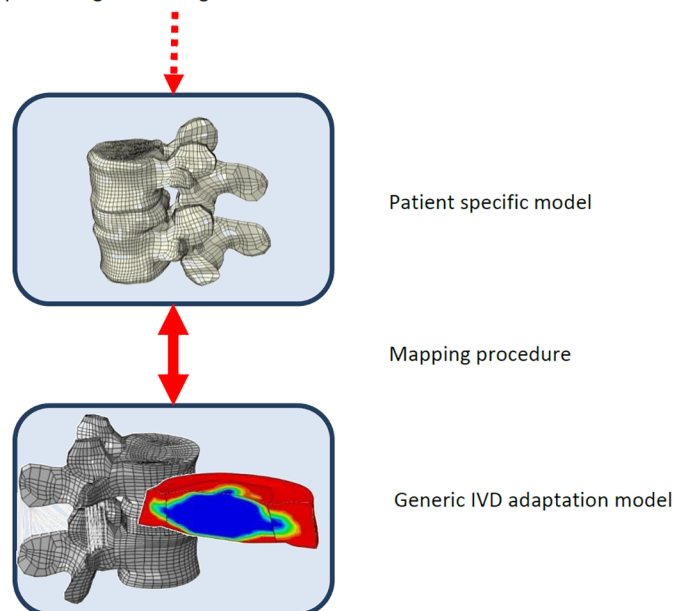 Patient specific model
Mapping procedure
Generic IVD adaptation model